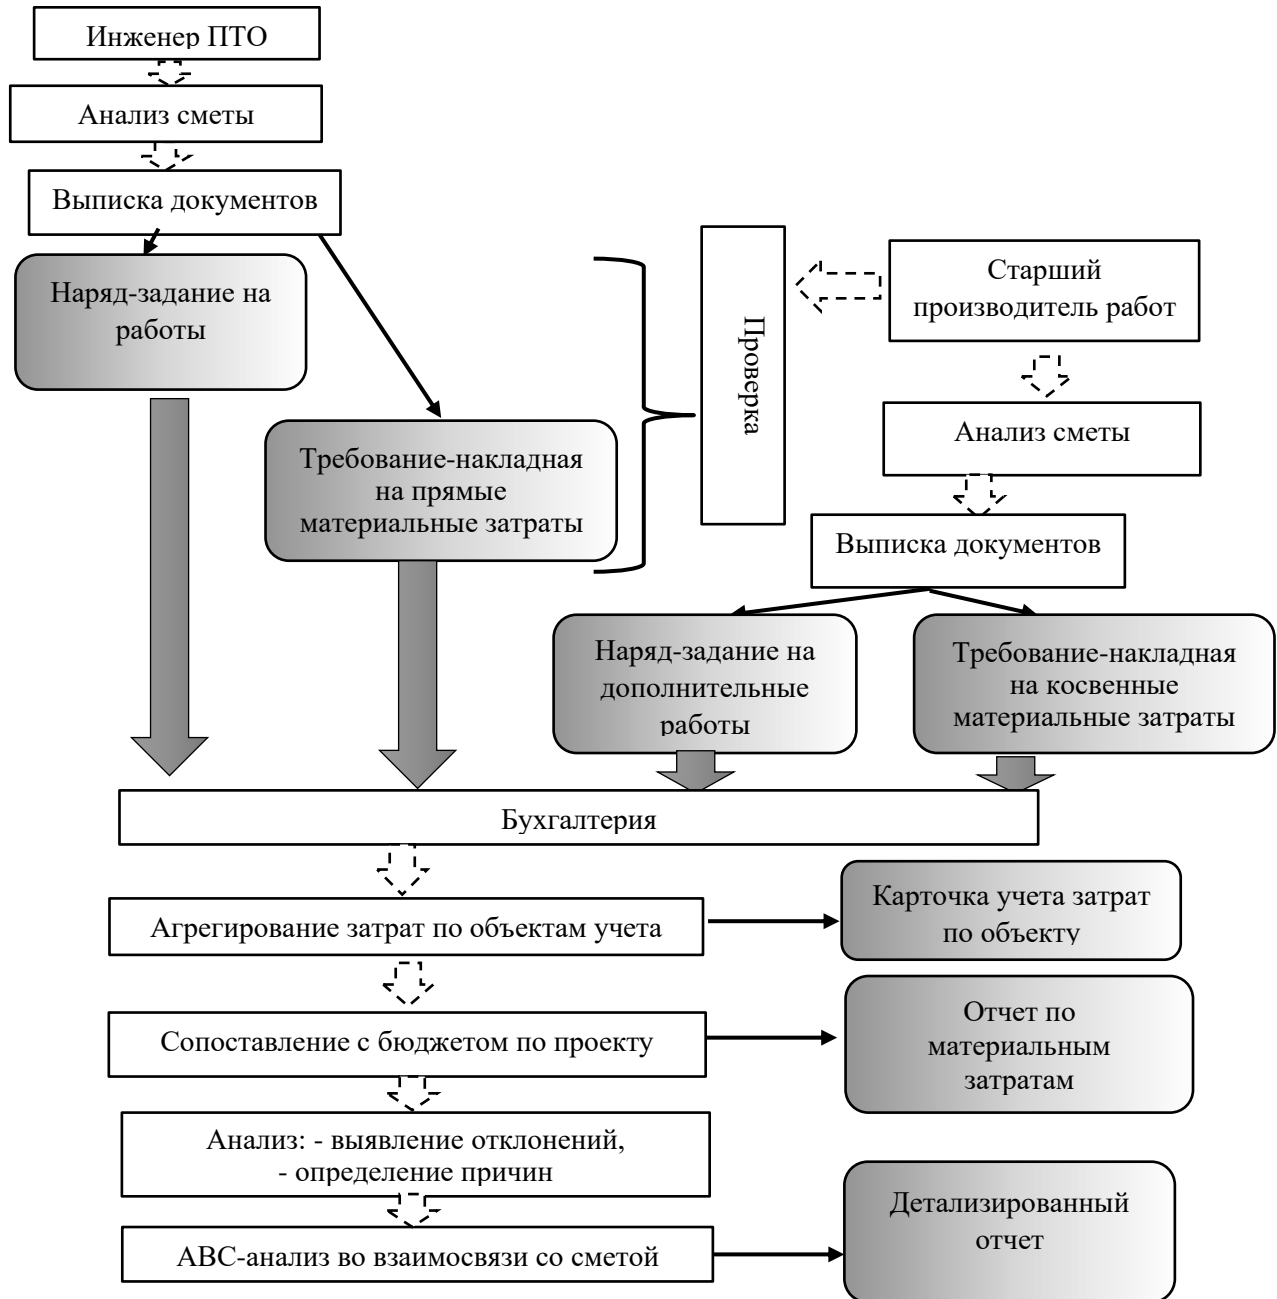 Инженер ПТО
Анализ сметы
Выписка документов
Наряд-задание на
работы
Требование-накладная
на прямые
материальные затраты
Проверка
Старший
производитель работ
Анализ сметы
Выписка документов
Наряд-задание на
дополнительные
работы
Требование-накладная
на косвенные
материальные затраты
Бухгалтерия
Агрегирование затрат по объектам учета
Карточка учета затрат
по объекту
Сопоставление с бюджетом по проекту
Отчет по
материальным
затратам
Анализ: - выявление отклонений,
- определение причин
АВС-анализ во взаимосвязи со сметой
Детализированный
отчет